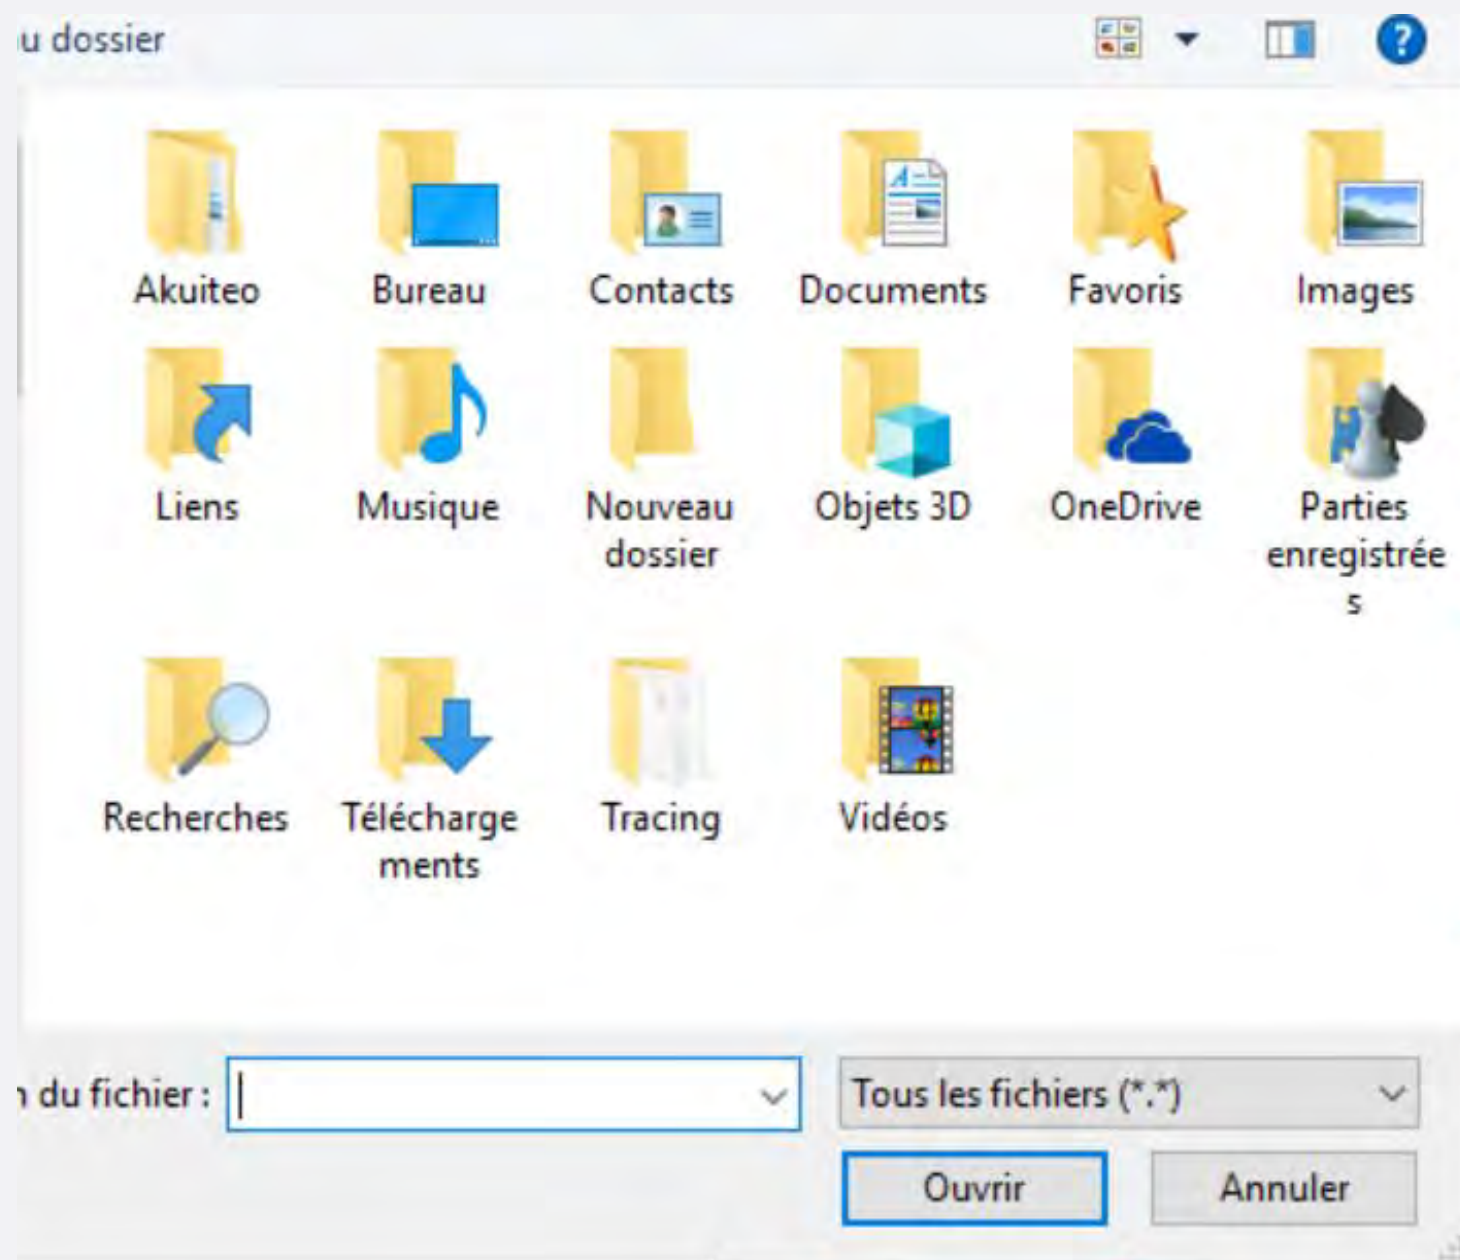 u dossier
Akuiteo Bureau Contacts Documents Favoris Images
Liens Musique Nouveau dossier Objets 3D OneDrive Parties enregistrée s
Recherches Télécharge ments Tracing Vidéos
du fichier : Tous les fichiers (*.*)
Ouvrir Annuler